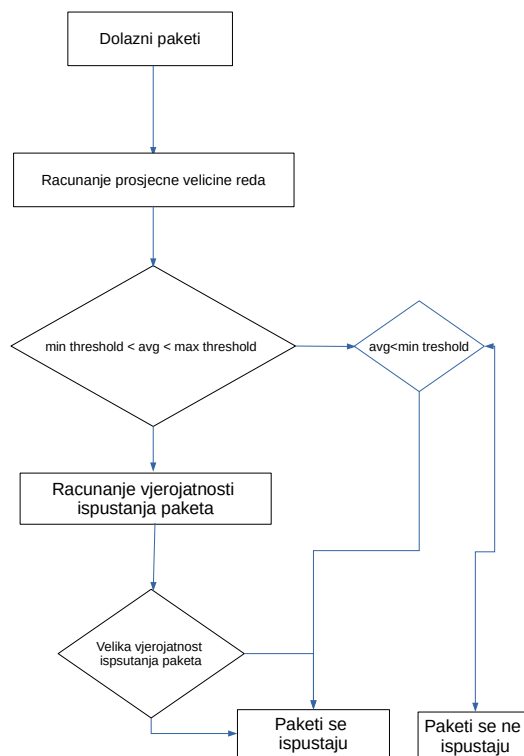 Dolazni paketi
Racunanje prosjecne velicine reda
min threshold < avg < max threshold
avg<min treshold
Racunanje vjerojatnosti
ispustanja paketa
Velika vjerojatnost
ispsutanja paketa
Paketi se
ispustaju
Paketi se ne
ispustaju